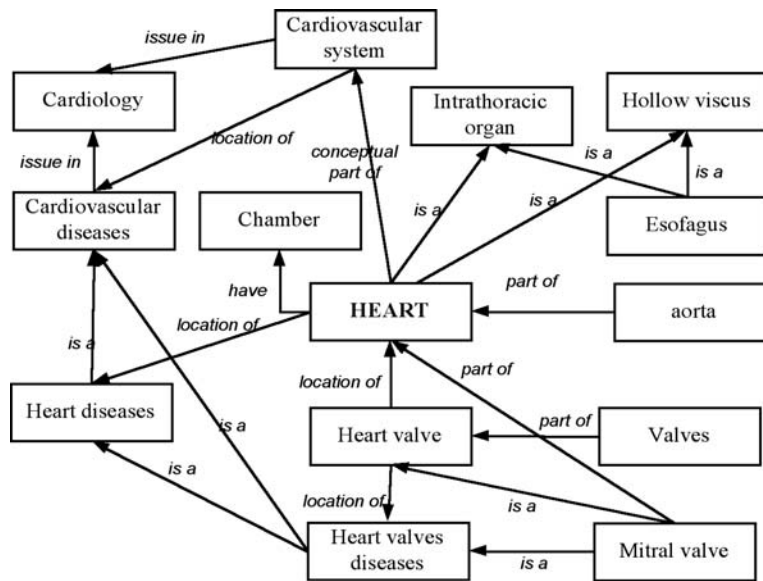 Cardiovascular
system
issue in
Cardiology
Intrathoracic
organ
Hollow viscus
location of
conceptual
part of
is a
issue in
is a
is a
is a
Cardiovascular
diseases
Chamber
Esofagus
have
part of
HEART
aorta
location of
is a
location of
part of
Heart diseases
Heart valve
part of
Valves
is a
is a
location of
is a
Heart valves
diseases
is a
Mitral valve